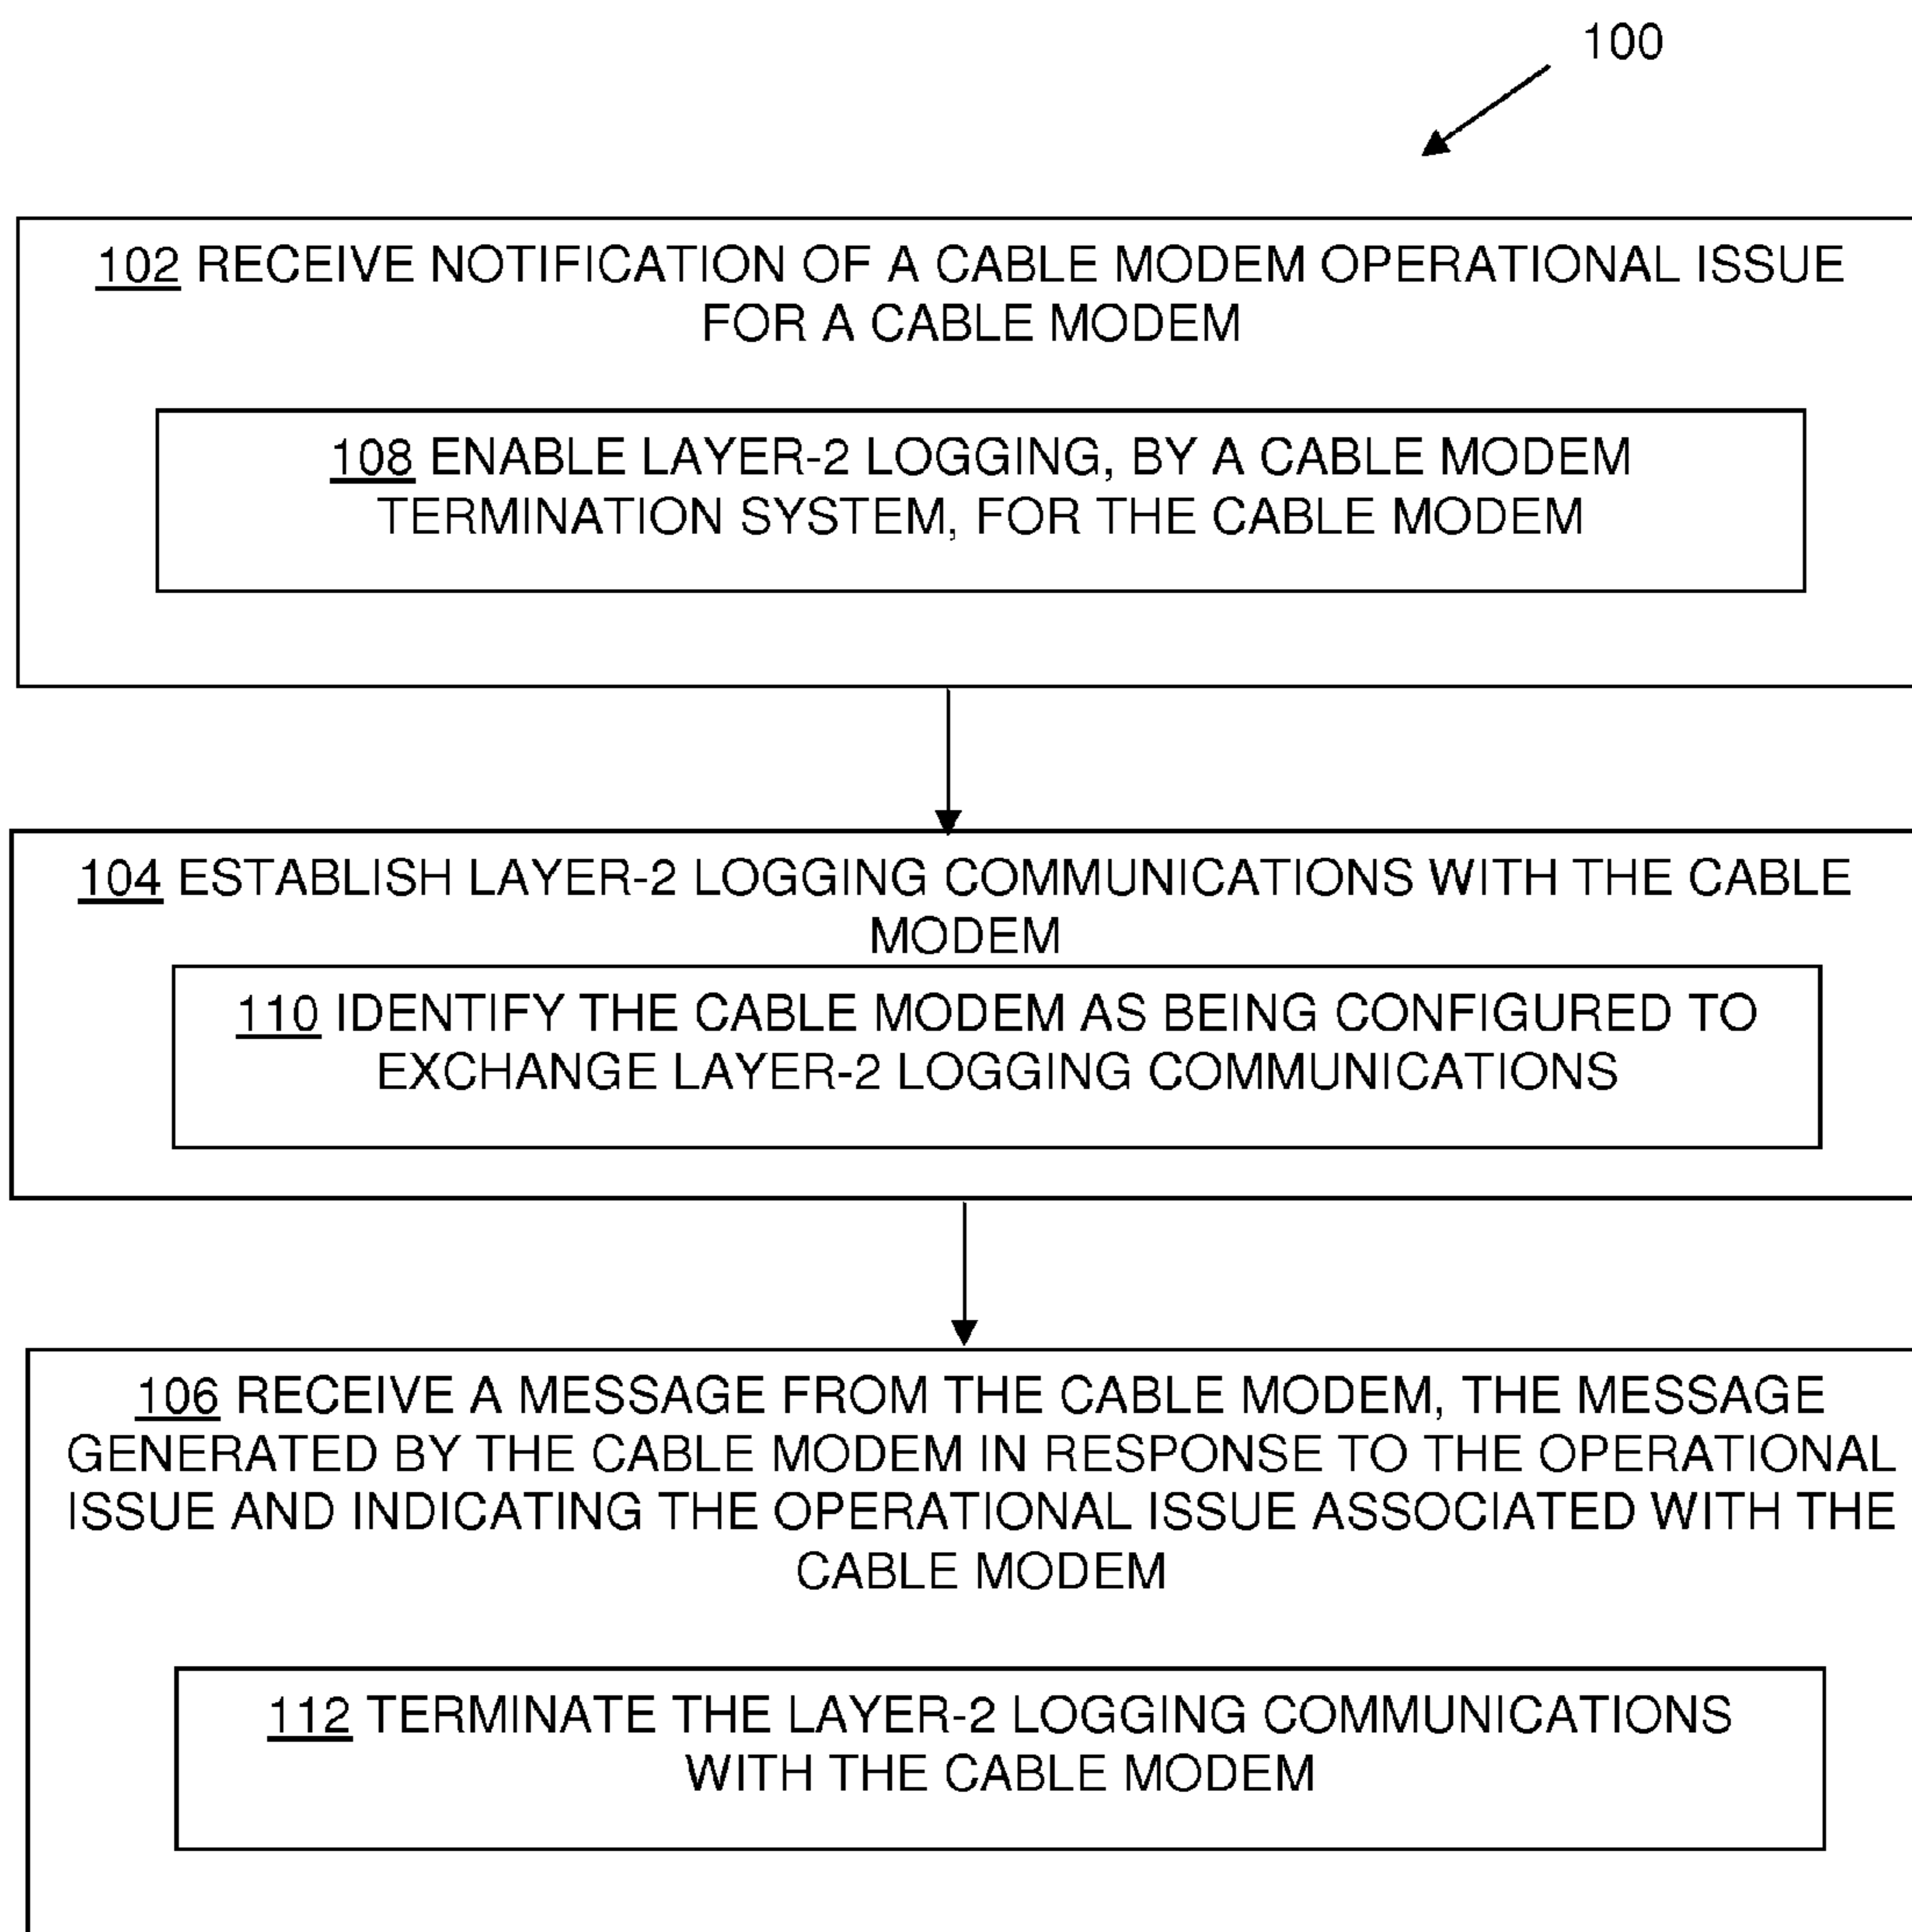 100
102 RECEIVE NOTIFICATION OF A CABLE MODEM OPERATIONAL ISSUE
FOR A CABLE MODEM
108 ENABLE LAYER-2 LOGGING, BY A CABLE MODEM
TERMINATION SYSTEM, FOR THE CABLE MODEM
104 ESTABLISH LAYER-2 LOGGING COMMUNICATIONS WITH THE CABLE
MODEM
110 IDENTIFY THE CABLE MODEM AS BEING CONFIGURED TO
EXCHANGE LAYER-2 LOGGING COMMUNICATIONS
106 RECEIVE A MESSAGE FROM THE CABLE MODEM, THE MESSAGE
GENERATED BY THE CABLE MODEM IN RESPONSE TO THE OPERATIONAL
ISSUE AND INDICATING THE OPERATIONAL ISSUE ASSOCIATED WITH THE
CABLE MODEM
112 TERMINATE THE LAYER-2 LOGGING COMMUNICATIONS
WITH THE CABLE MODEM